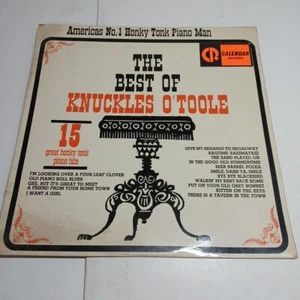 Americas No.1 Honky Tonk Piano Man
CALENDAR
THE
BEST OF
KNUCKLES O'TOOLE
15
great honky tonk
piano hits
I'M LOOKING OVER A FOUR LEAF CLOVER
OLD PIANO ROLL BLUES
GEE, BUT IT'S GREAT TO MEET
A FRIEND FROM YOUR HOME TOWN
I WANT A GIRL
GIVE MY REGARDS TO BROADWAY
RAGTIME RAZZMATAZZ
THE BAND PLAYED ON
IN THE GOOD OLD SUMMERTIME
BEER BARREL POLKA
SMILE, DARN YA, SMILE
BYE BYE BLACKBIRD
WALKIN' MY BABY BACK HOME
PUT ON YOUR OLD GREY BONNET
KITTEN ON THE KEYS
THERE IS A TAVERN IN THE TOWN